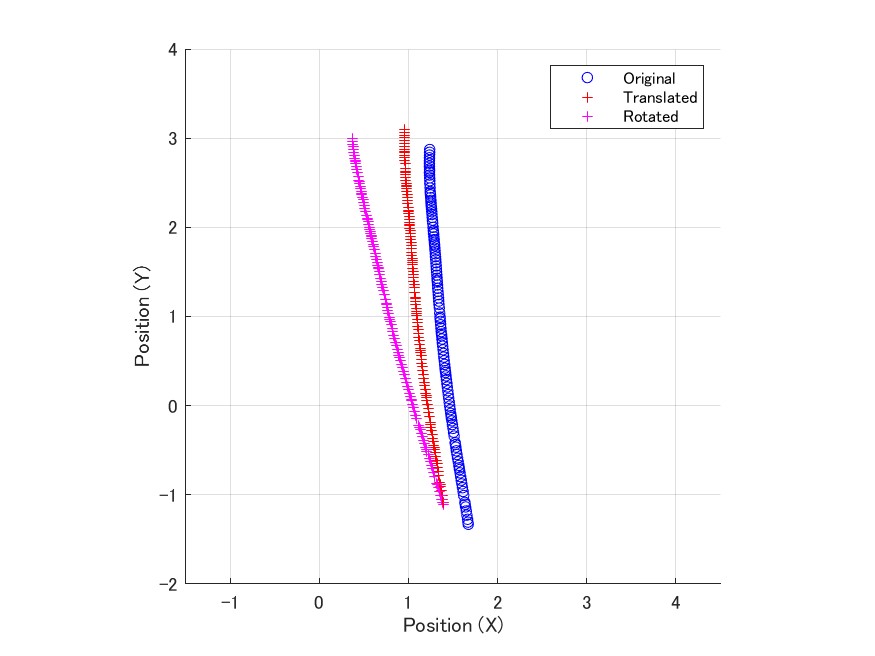 4
3
2
1
0
-1
-2
-1
0
1
2
3
4
Position (Y)
Position (X)
Original
Translated
Rotated